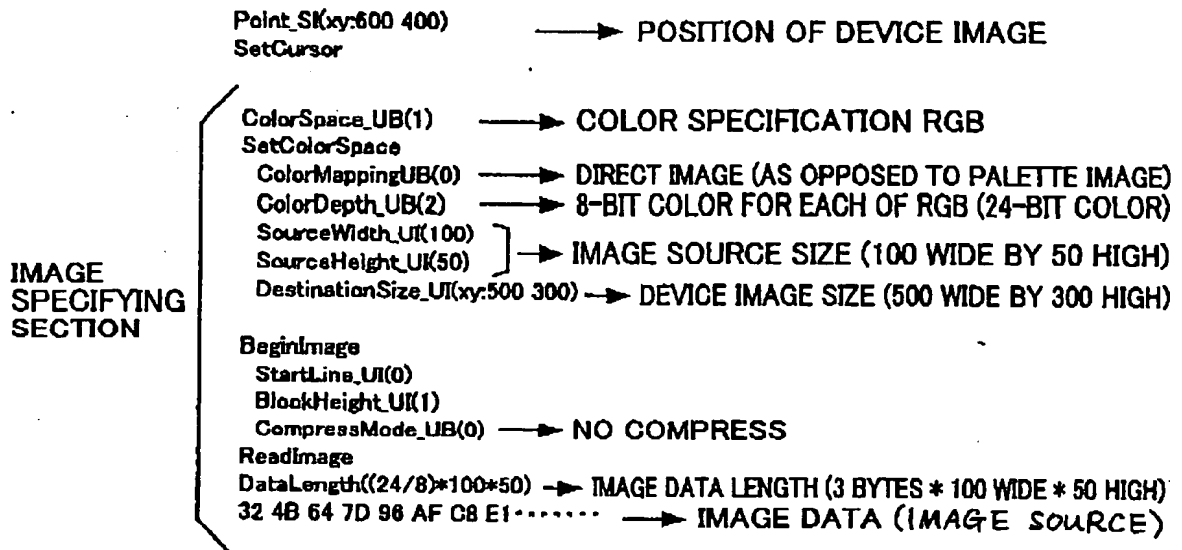 Point_SI(xy:600 400) → POSITION OF DEVICE IMAGE
SetCursor
ColorSpace_UB(1) → COLOR SPECIFICATION RGB
SetColorSpace
ColorMappingUB(0) → DIRECT IMAGE (AS OPPOSED TO PALETTE IMAGE)
ColorDepth_UB(2) → 8-BIT COLOR FOR EACH OF RGB (24-BIT COLOR)
SourceWidth_UI(100)
SourceHeight_UI(50) → IMAGE SOURCE SIZE (100 WIDE BY 50 HIGH)
DestinationSize_UI(xy:500 300) → DEVICE IMAGE SIZE (500 WIDE BY 300 HIGH)
IMAGE
SPECIFYING
SECTION
BeginImage
StartLine_UI(0)
BlockHeight_UI(1)
CompressMode_UB(0) → NO COMPRESS
ReadImage
DataLength((24/8)*100*50) → IMAGE DATA LENGTH (3 BYTES * 100 WIDE * 50 HIGH)
32 4B 64 7D 96 AF C8 E1······· → IMAGE DATA (IMAGE SOURCE)